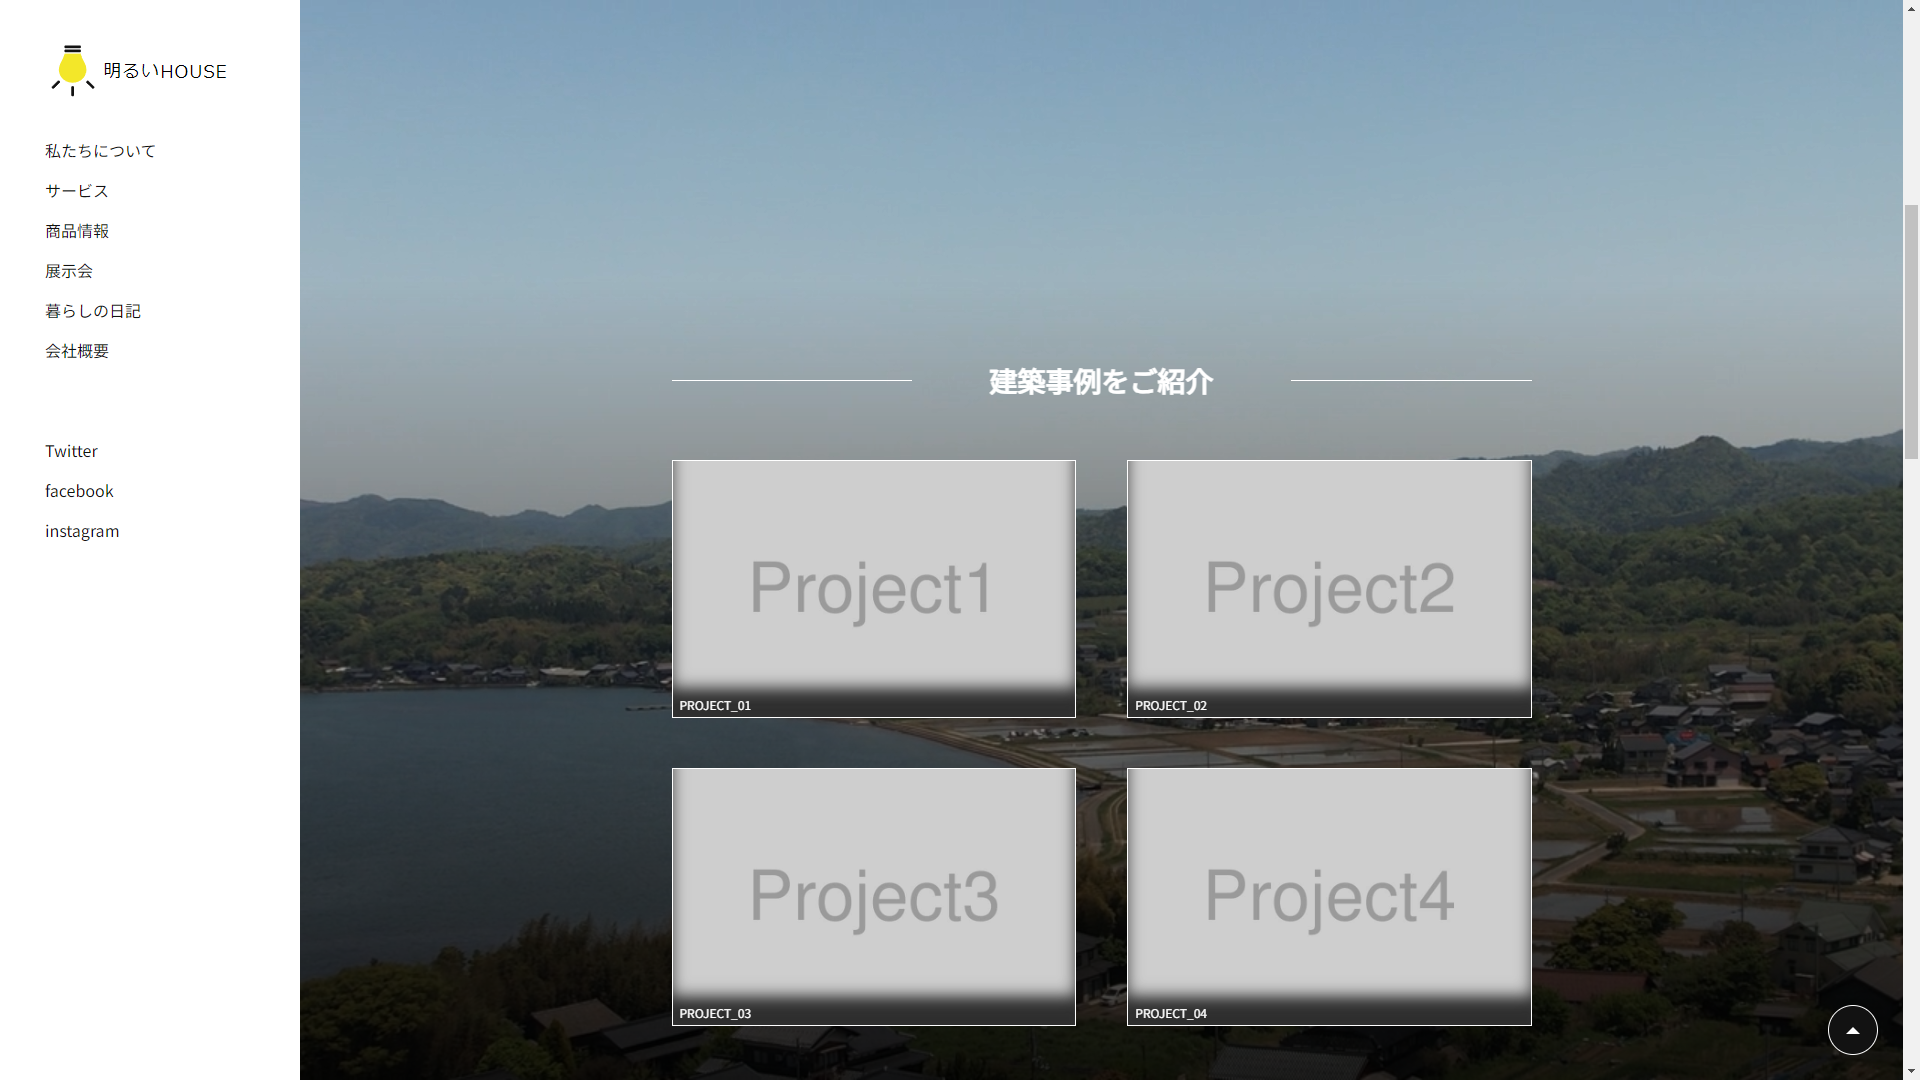 明るいHOUSE
私たちについて
サービス
商品情報
展示会
暮らしの日記
会社概要
Twitter
facebook
instagram
建築事例をご紹介
Project1
PROJECT_01
Project2
PROJECT_02
Project3
PROJECT_03
Project4
PROJECT_04